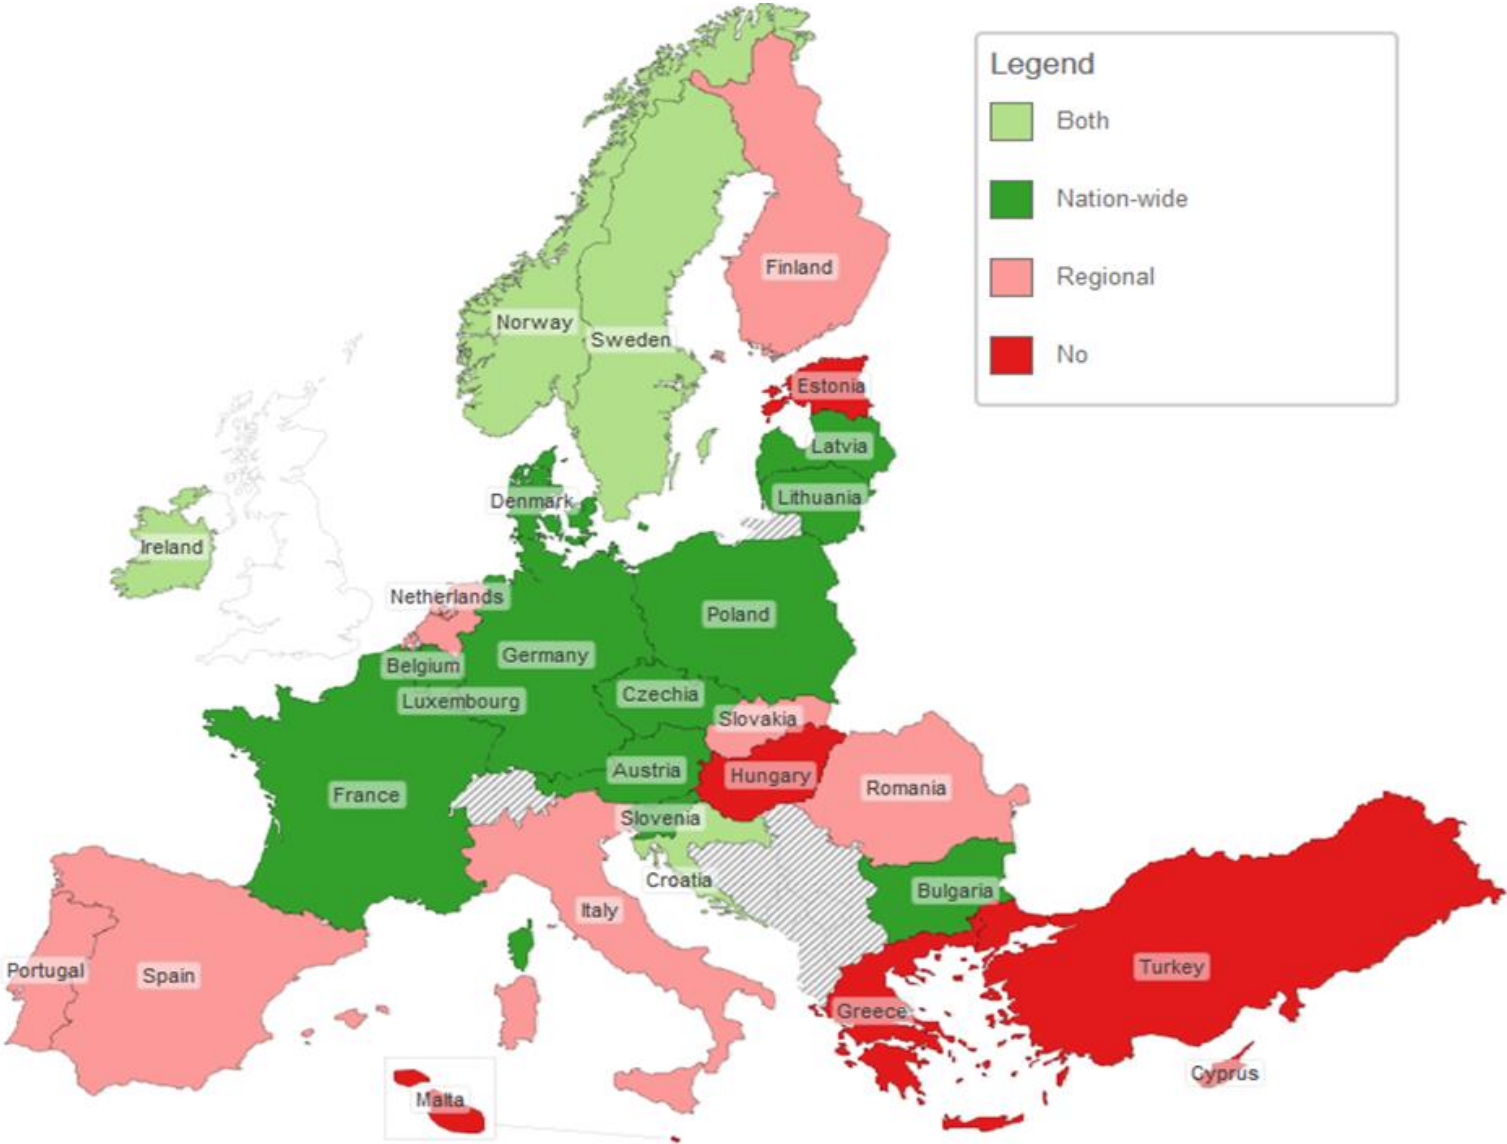 Legend
Both
Nation-wide
Regional
No
Finland
Norway
Sweden
Estonia
Latvia
Lithuania
Denmark
Ireland
Netherlands
Poland
Germany
Belgium
Czechia
Luxembourg
Slovakia
Austria
Hungary
Romania
France
Slovenia
Croatia
Bulgaria
Italy
Portugal
Spain
Turkey
Greece
Cyprus
Malta